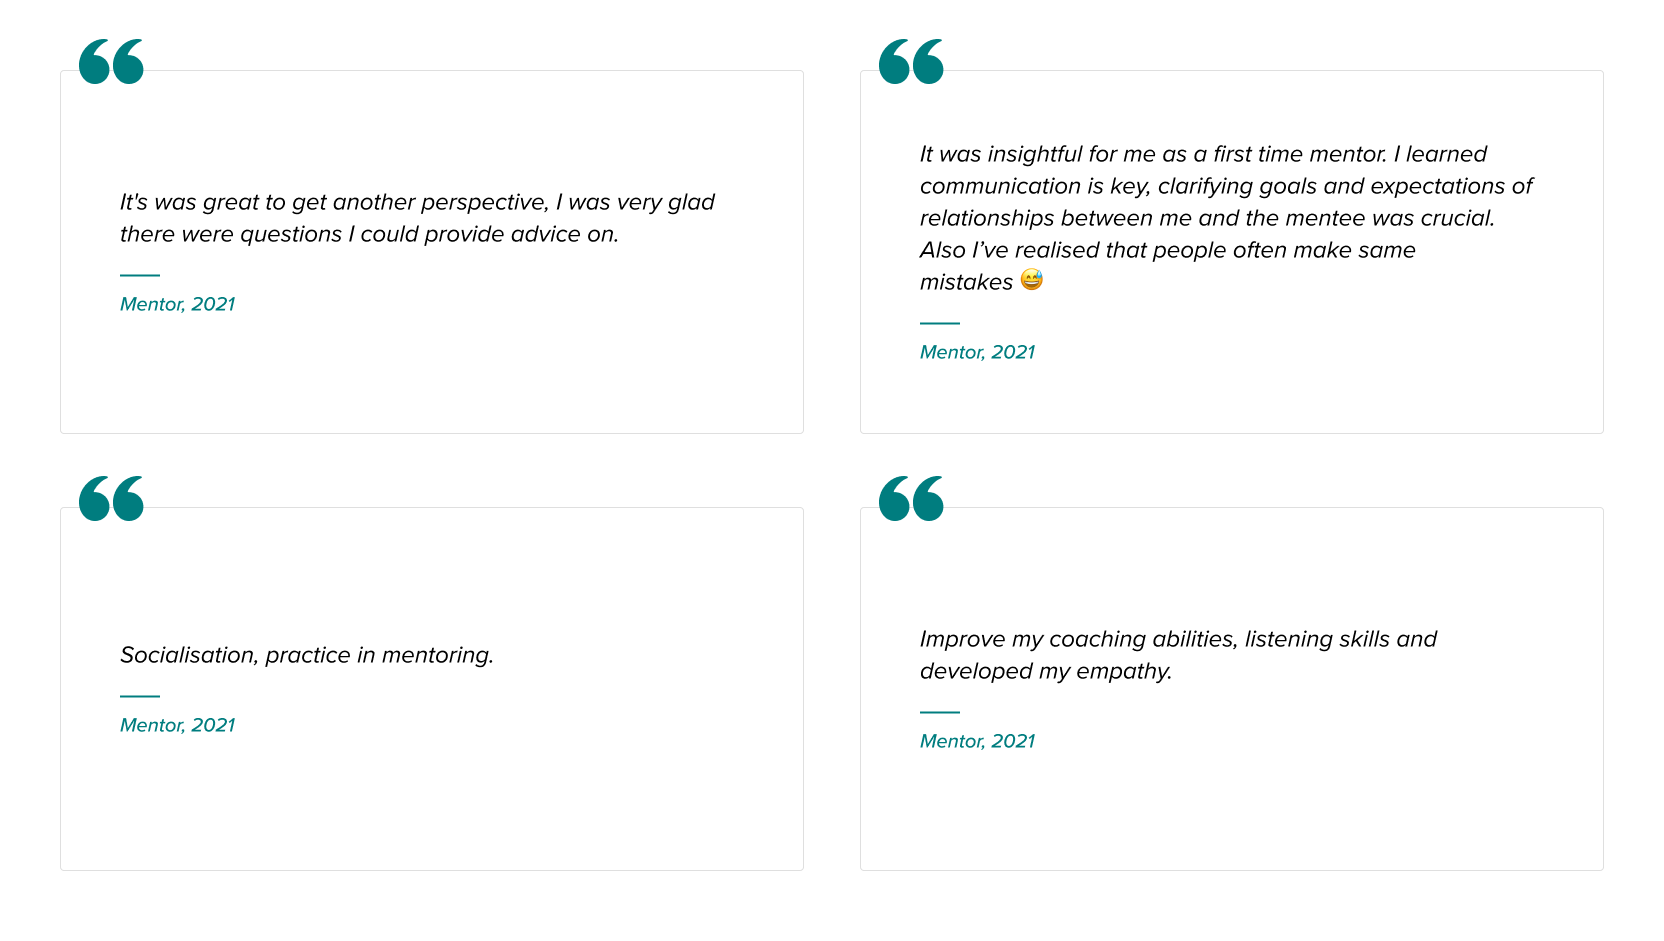 It's was great to get another perspective, I was very glad
there were questions I could provide advice on.
Mentor, 2021
It was insightful for me as a first time mentor. I learned
communication is key, clarifying goals and expectations of
relationships between me and the mentee was crucial.
Also I’ve realised that people often make same
mistakes 😅
Mentor, 2021
Socialisation, practice in mentoring.
Mentor, 2021
Improve my coaching abilities, listening skills and
developed my empathy.
Mentor, 2021